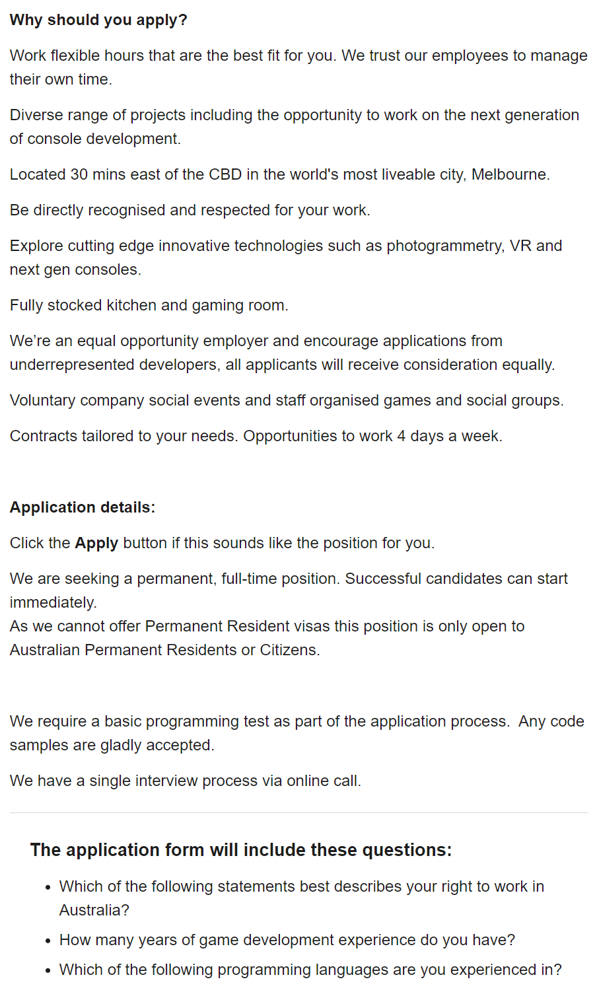 Why should you apply?
Work flexible hours that are the best fit for you. We trust our employees to manage
their own time.
Diverse range of projects including the opportunity to work on the next generation
of console development.
Located 30 mins east of the CBD in the world's most liveable city, Melbourne.
Be directly recognised and respected for your work.
Explore cutting edge innovative technologies such as photogrammetry, VR and
next gen consoles.
Fully stocked kitchen and gaming room.
We’re an equal opportunity employer and encourage applications from
underrepresented developers, all applicants will receive consideration equally.
Voluntary company social events and staff organised games and social groups.
Contracts tailored to your needs. Opportunities to work 4 days a week.
Application details:
Click the Apply button if this sounds like the position for you.
We are seeking a permanent, full-time position. Successful candidates can start
immediately.
As we cannot offer Permanent Resident visas this position is only open to
Australian Permanent Residents or Citizens.
We require a basic programming test as part of the application process.  Any code
samples are gladly accepted.
We have a single interview process via online call.
The application form will include these questions:
• Which of the following statements best describes your right to work in
Australia?
• How many years of game development experience do you have?
• Which of the following programming languages are you experienced in?